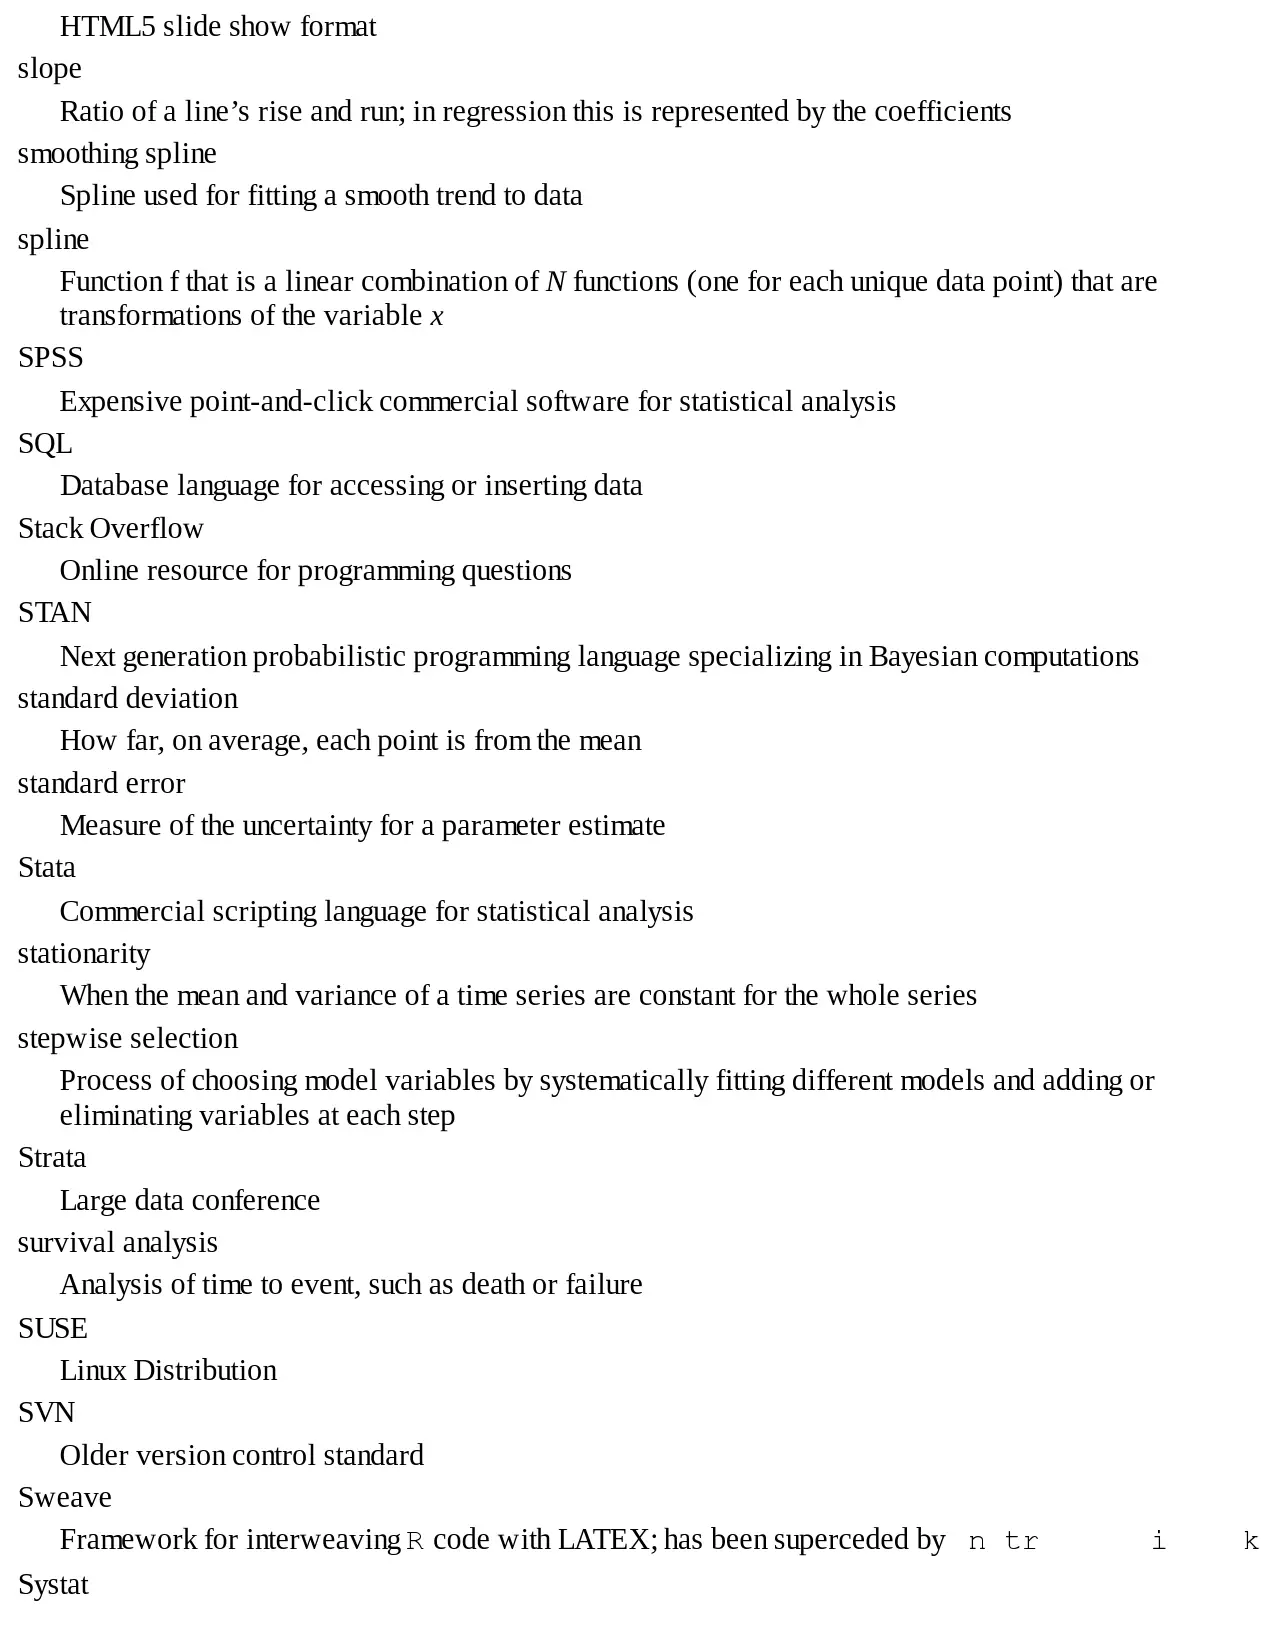 HTML5 slide show format
slope
Ratio of a line’s rise and run; in regression this is represented by the coefficients
smoothing spline
Spline used for fitting a smooth trend to data
spline
Function f that is a linear combination of N functions (one for each unique data point) that are
transformations of the variable x
SPSS
Expensive point-and-click commercial software for statistical analysis
SQL
Database language for accessing or inserting data
Stack Overflow
Online resource for programming questions
STAN
Next generation probabilistic programming language specializing in Bayesian computations
standard deviation
How far, on average, each point is from the mean
standard error
Measure of the uncertainty for a parameter estimate
Stata
Commercial scripting language for statistical analysis
stationarity
When the mean and variance of a time series are constant for the whole series
stepwise selection
Process of choosing model variables by systematically fitting different models and adding or
eliminating variables at each step
Strata
Large data conference
survival analysis
Analysis of time to event, such as death or failure
SUSE
Linux Distribution
SVN
Older version control standard
Sweave
Framework for interweaving R code with LATEX; has been superceded by n tr i k
Systat